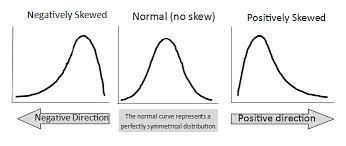 Negatively Skewed
Normal (no skew)
Positively Skewed
Negative Direction
The normal curve represents a
perfectly symmetrical distribution
Positive direction